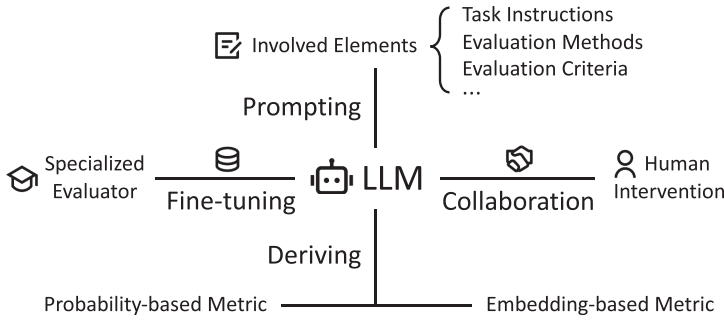 Task Instructions
Involved Elements
Evaluation Methods
Evaluation Criteria
...
Prompting
Specialized
Evaluator
Fine-tuning
LLM
Collaboration
Human
Intervention
Deriving
Probability-based Metric
Embedding-based Metric